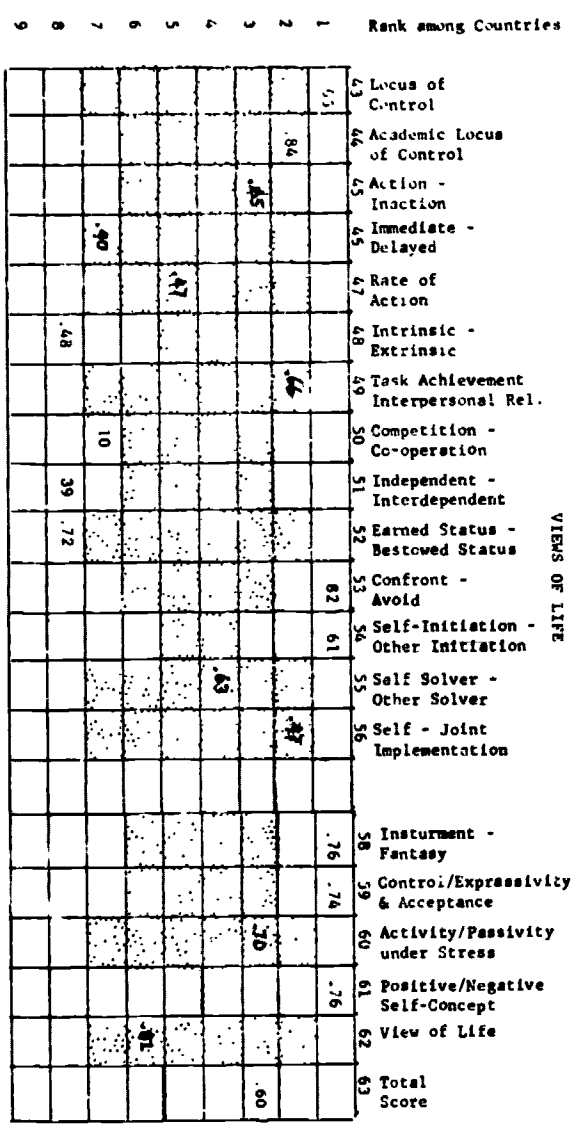 9 8 7 6 5 4 3 2 1 Rank among Countries
VIEWS OF LIFE
43 Locus of
Control
.84 44 Academic Locus
of Control
45 Action -
Inaction
45 Immediate -
Delayed
.47 47 Rate of
Action
.48 48 Intrinsic -
Extrinsic
.66 49 Task Achievement
Interpersonal Rel.
10 50 Competition -
Co-operation
39 51 Independent -
Interdependent
.72 52 Earned Status -
Bestowed Status
82 53 Confront -
Avoid
61 54 Self-Initiation -
Other Initiation
.63 55 Self Solver -
Other Solver
56 Self - Joint
Implementation
.76 58 Insturment -
Fantasy
.74 59 Control/Expressivity
& Acceptance
60 Activity/Passivity
under Stress
.76 61 Positive/Negative
Self-Concept
62 View of Life
.60 63 Total
Score